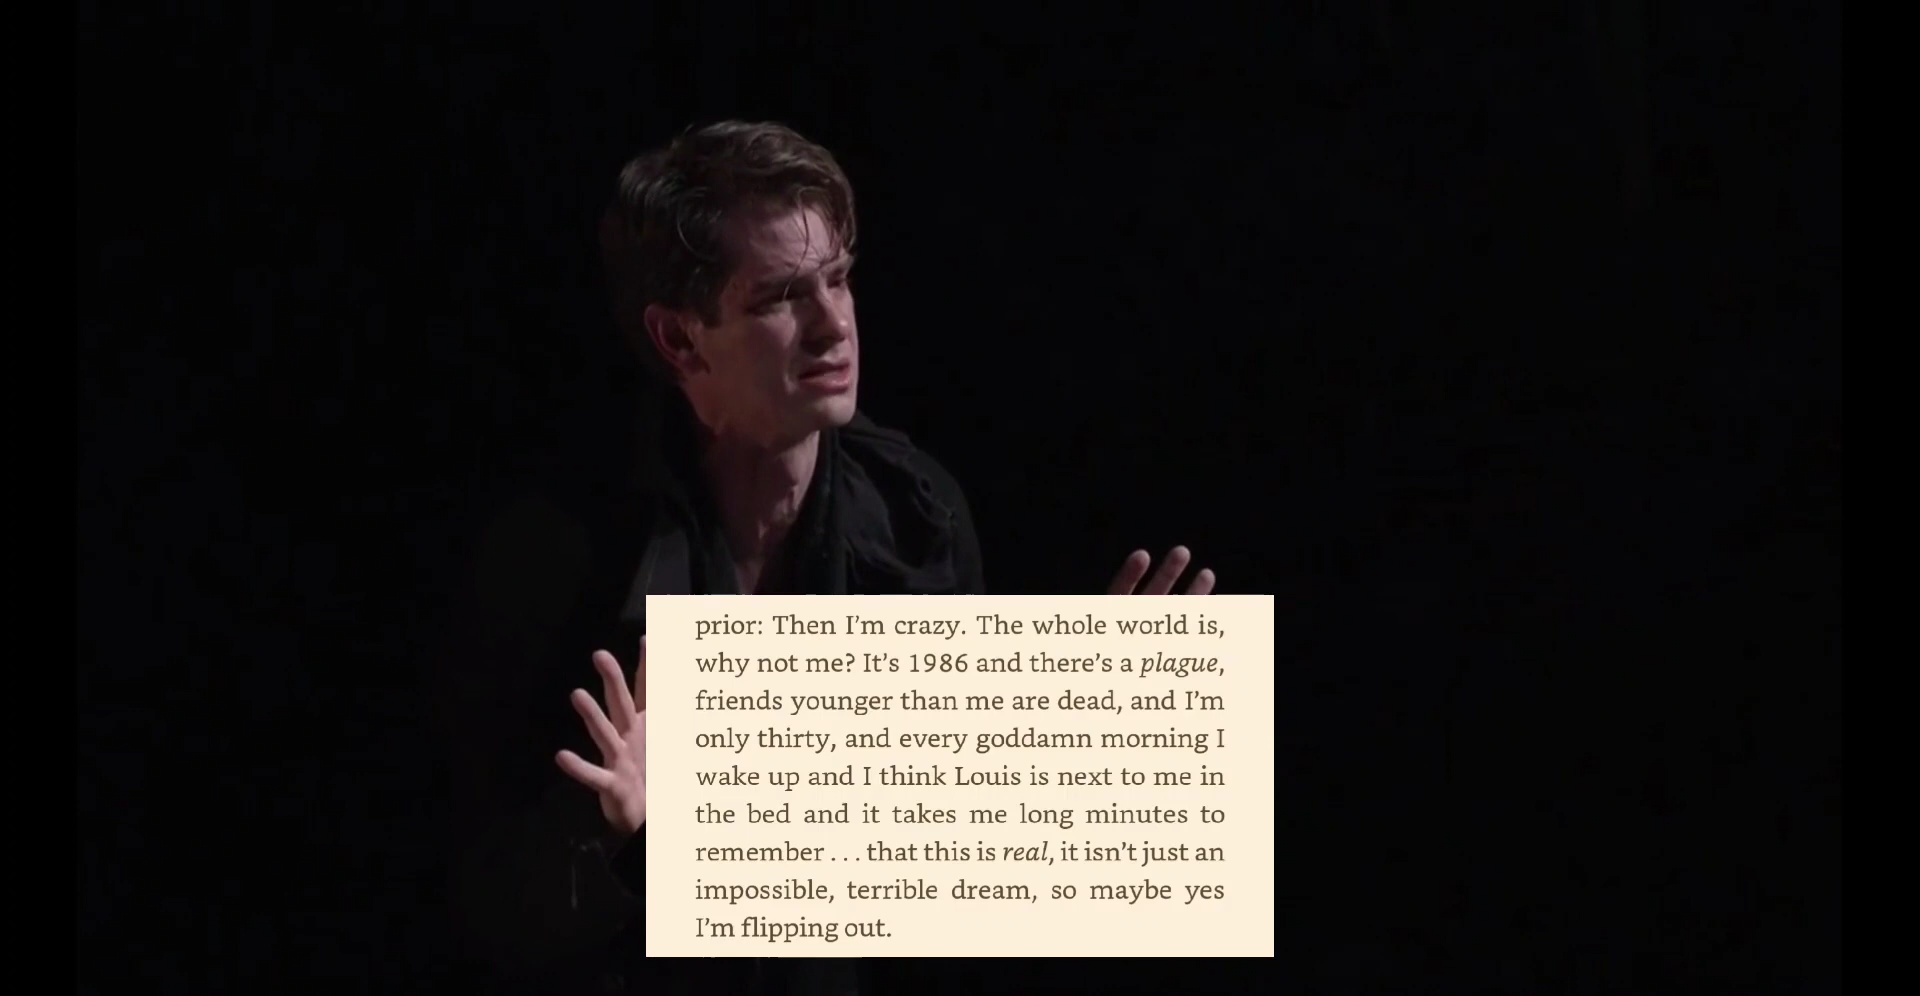 prior: Then I’m crazy. The whole world is,
why not me? It’s 1986 and there’s a plague,
friends younger than me are dead, and I’m
only thirty, and every goddamn morning I
wake up and I think Louis is next to me in
the bed and it takes me long minutes to
remember . . . that this is real, it isn’t just an
impossible, terrible dream, so maybe yes
I’m flipping out.